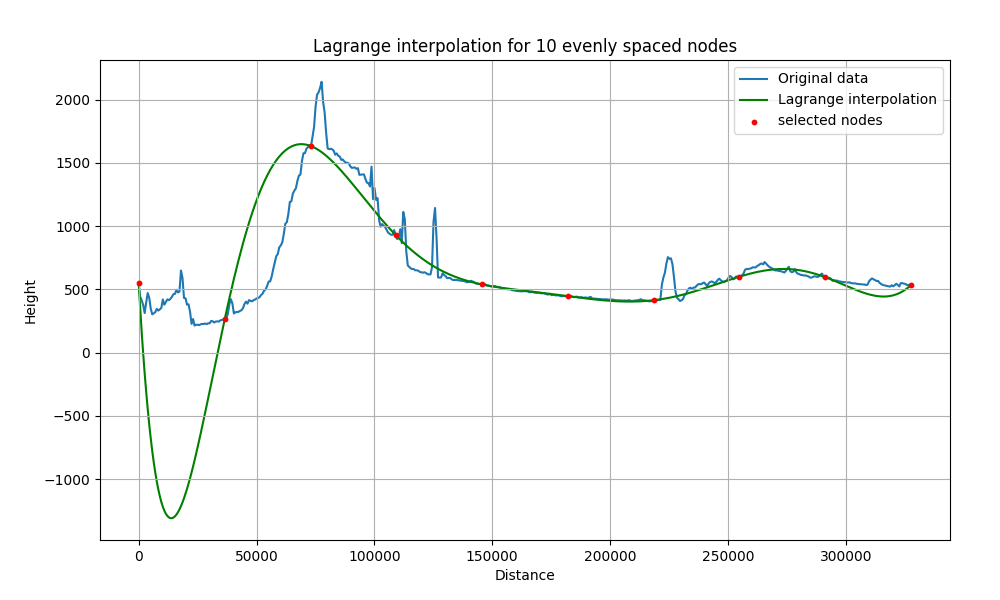 Lagrange interpolation for 10 evenly spaced nodes
Original data
Lagrange interpolation
selected nodes
Height
2000
1500
1000
500
0
−500
−1000
0 50000 100000 150000 200000 250000 300000
Distance